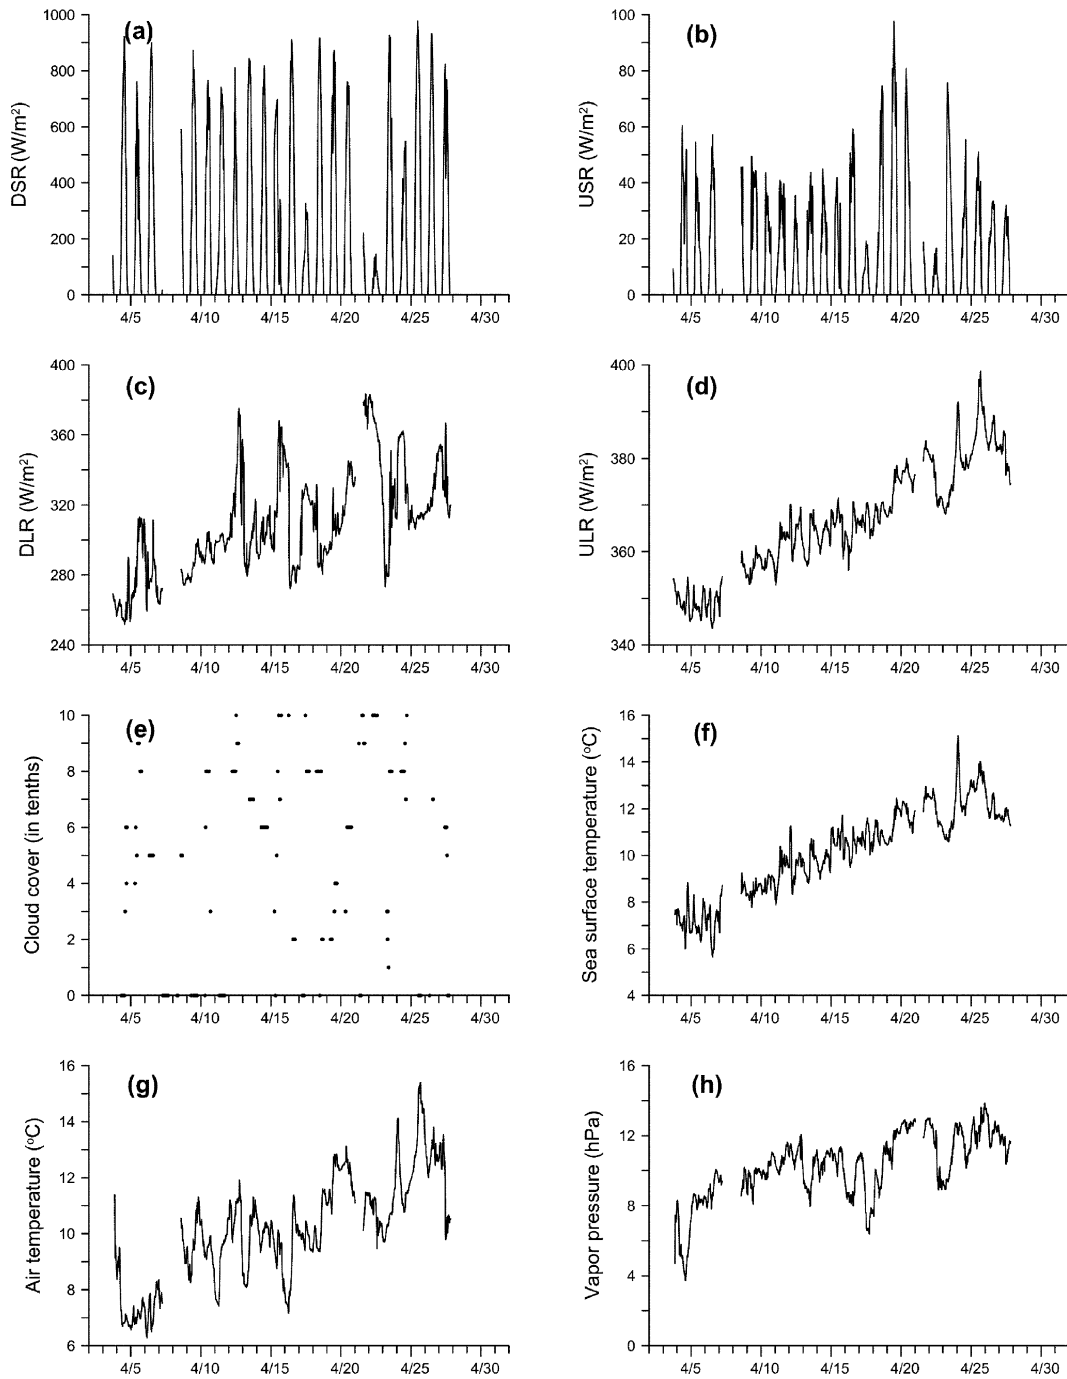 (a)
DSR (W/m²)
1000
800
600
400
200
0
4/5 4/10 4/15 4/20 4/25 4/30
(b)
USR (W/m²)
100
80
60
40
20
0
4/5 4/10 4/15 4/20 4/25 4/30
(c)
DLR (W/m²)
400
360
320
280
240
4/5 4/10 4/15 4/20 4/25 4/30
(d)
ULR (W/m²)
400
380
360
340
4/5 4/10 4/15 4/20 4/25 4/30
(e)
Cloud cover (in tenths)
10
8
6
4
2
0
4/5 4/10 4/15 4/20 4/25 4/30
(f)
Sea surface temperature (°C)
16
14
12
10
8
6
4
4/5 4/10 4/15 4/20 4/25 4/30
(g)
Air temperature (°C)
16
14
12
10
8
6
4/5 4/10 4/15 4/20 4/25 4/30
(h)
Vapor pressure (hPa)
16
12
8
4
0
4/5 4/10 4/15 4/20 4/25 4/30